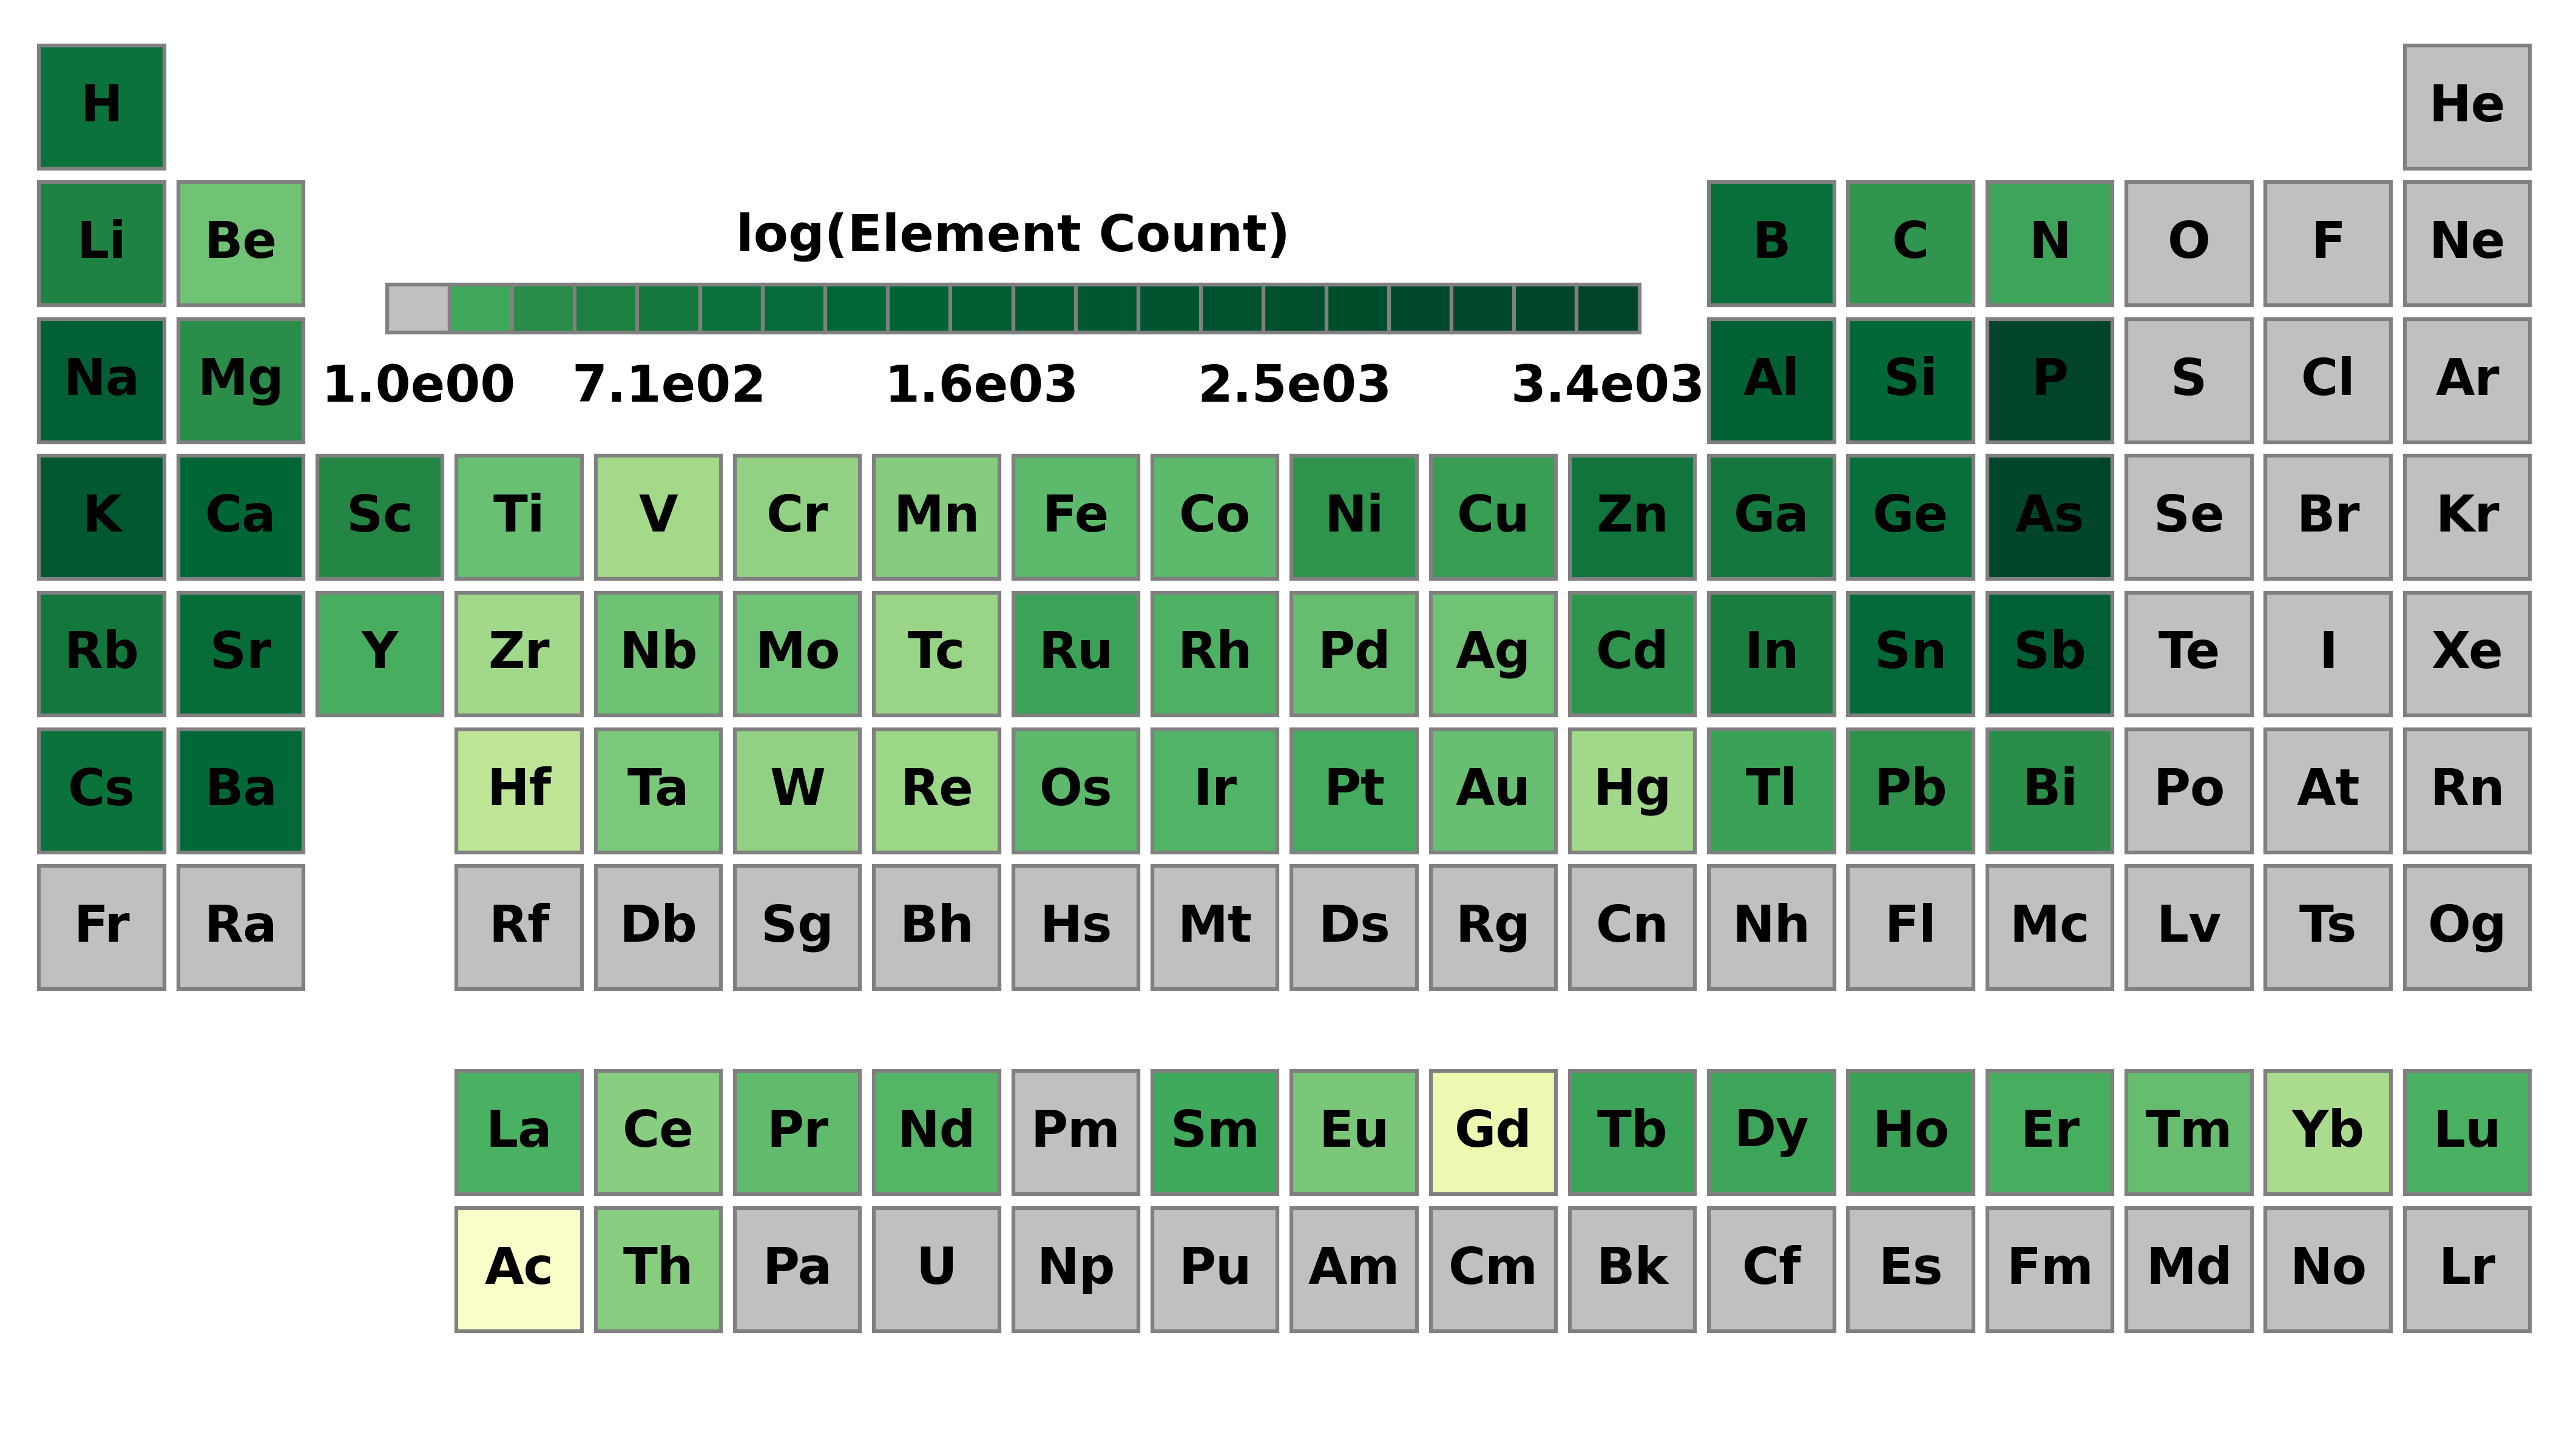 H He
Li Be B C N O F Ne
log(Element Count)
Na Mg Al Si P S Cl Ar
1.0e00 7.1e02 1.6e03 2.5e03 3.4e03
K Ca Sc Ti V Cr Mn Fe Co Ni Cu Zn Ga Ge As Se Br Kr
Rb Sr Y Zr Nb Mo Tc Ru Rh Pd Ag Cd In Sn Sb Te I Xe
Cs Ba Hf Ta W Re Os Ir Pt Au Hg Tl Pb Bi Po At Rn
Fr Ra Rf Db Sg Bh Hs Mt Ds Rg Cn Nh Fl Mc Lv Ts Og
La Ce Pr Nd Pm Sm Eu Gd Tb Dy Ho Er Tm Yb Lu
Ac Th Pa U Np Pu Am Cm Bk Cf Es Fm Md No Lr